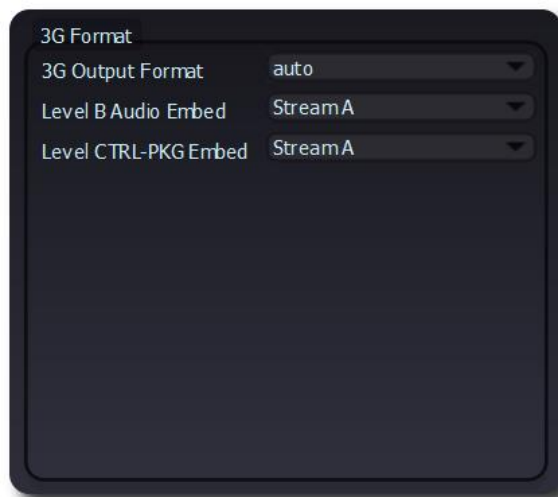 3G Format
3G Output Format auto
Level B Audio Embed Stream A
Level CTRL-PKG Embed Stream A